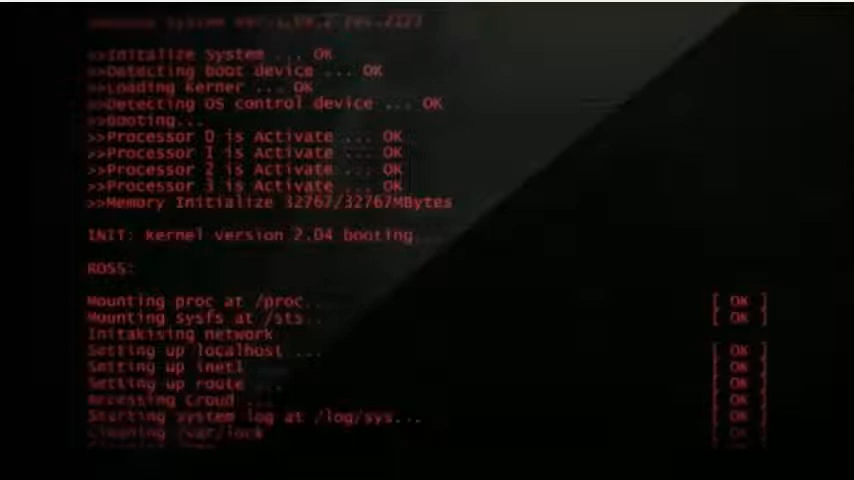 >>Initalize System ... OK
>>Detecting boot device ... OK
>>Loading Kerner ... OK
>>Detecting OS control device ... OK
>>Booting...
>>Processor 0 is Activate ... OK
>>Processor 1 is Activate ... OK
>>Processor 2 is Activate ... OK
>>Processor 3 is Activate ... OK
>>Memory Initialize 32767/32767MBytes
INIT: kernel version 2.04 booting
ROSS:
Mounting proc at /proc.. [ OK ]
Mounting sysfs at /sts.. [ OK ]
Initakising network
Setting up localhost ... [ OK ]
Setting up inet1 [ OK ]
Setting up route ... [ OK ]
Accessing Croud ... [ OK ]
Starting system log at /log/sys... [ OK ]
Cleaning /var/lock [ OK ]